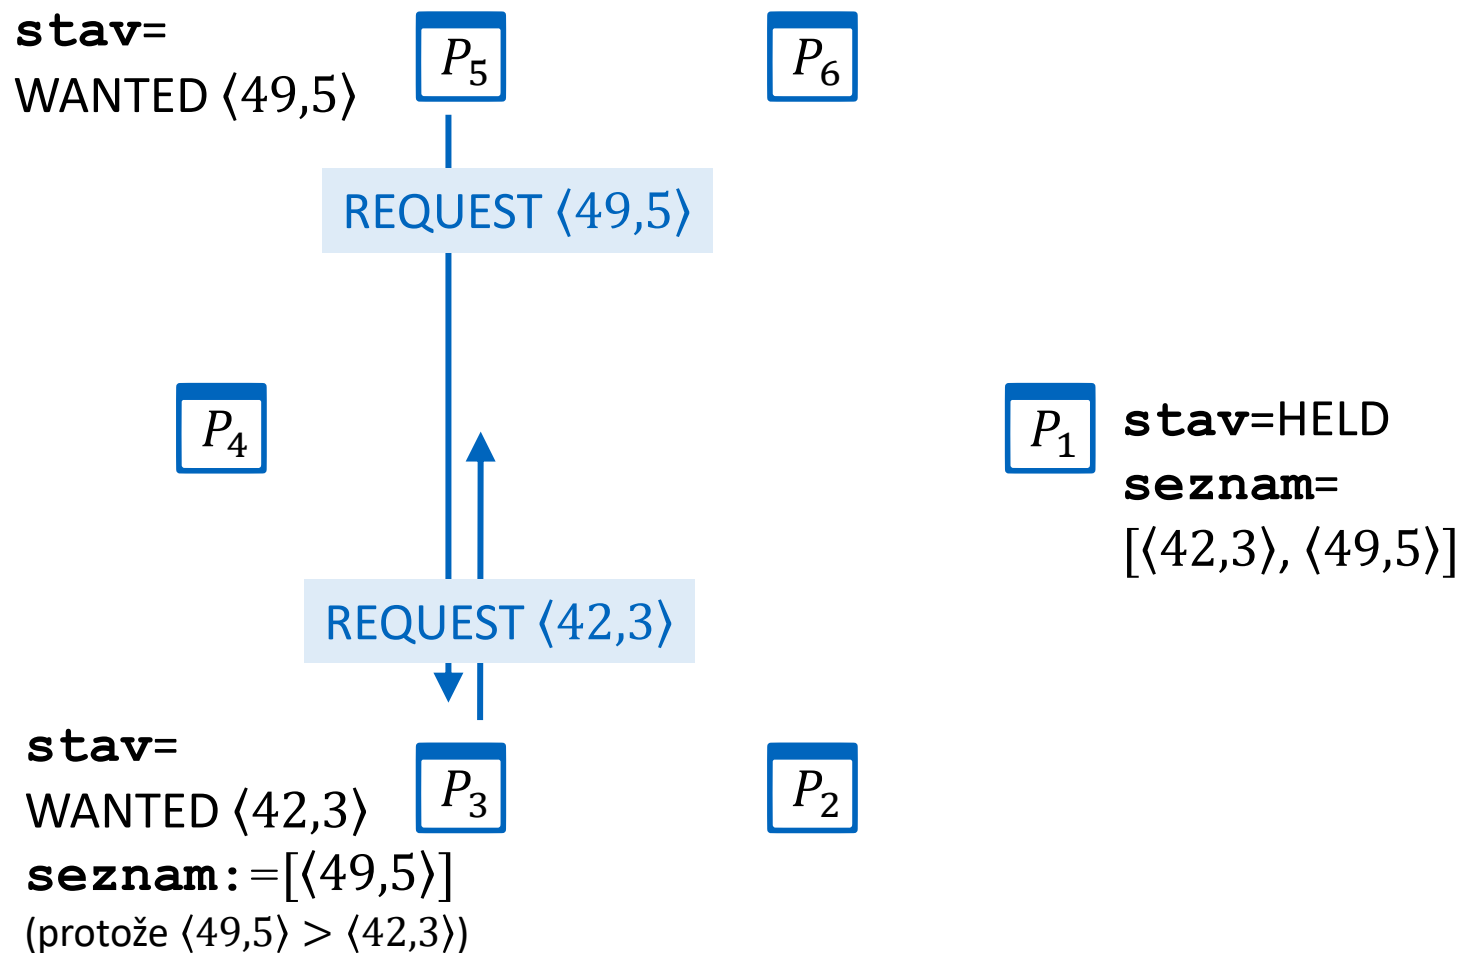 stav=
WANTED ⟨49,5⟩
P₅
P₆
REQUEST ⟨49,5⟩
P₄
P₁
stav=HELD
seznam=
[⟨42,3⟩, ⟨49,5⟩]
REQUEST ⟨42,3⟩
stav=
WANTED ⟨42,3⟩
seznam:=[⟨49,5⟩]
(protože ⟨49,5⟩ > ⟨42,3⟩)
P₃
P₂